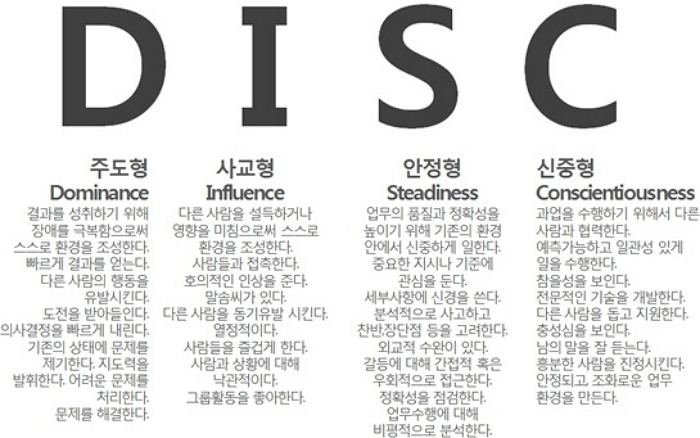 D I S C
주도형
Dominance
결과를 성취하기 위해
장애를 극복함으로써
스스로 환경을 조성한다.
빠르게 결과를 얻는다.
다른 사람의 행동을
유발시킨다.
도전을 받아들인다.
의사결정을 빠르게 내린다.
기존의 상태에 문제를
제기한다. 지도력을
발휘한다. 어려운 문제를
처리한다.
문제를 해결한다.
사교형
Influence
다른 사람을 설득하거나
영향을 미침으로써 스스로
환경을 조성한다.
사람들과 접촉한다.
호의적인 인상을 준다.
말솜씨가 있다.
다른 사람을 동기유발 시킨다.
열정적이다.
사람들을 즐겁게 한다.
사람과 상황에 대해
낙관적이다.
그룹활동을 좋아한다.
안정형
Steadiness
업무의 품질과 정확성을
높이기 위해 기존의 환경
안에서 신중하게 일한다.
중요한 지시나 기준에
관심을 둔다.
세부사항에 신경을 쓴다.
분석적으로 사고하고
찬반,장단점 등을 고려한다.
외교적 수완이 있다.
갈등에 대해 간접적 혹은
우회적으로 접근한다.
정확성을 점검한다.
업무수행에 대해
비평적으로 분석한다.
신중형
Conscientiousness
과업을 수행하기 위해서 다른
사람과 협력한다.
예측가능하고 일관성 있게
일을 수행한다.
참을성을 보인다.
전문적인 기술을 개발한다.
다른 사람을 돕고 지원한다.
충성심을 보인다.
남의 말을 잘 듣는다.
흥분한 사람을 진정시킨다.
안정되고, 조화로운 업무
환경을 만든다.